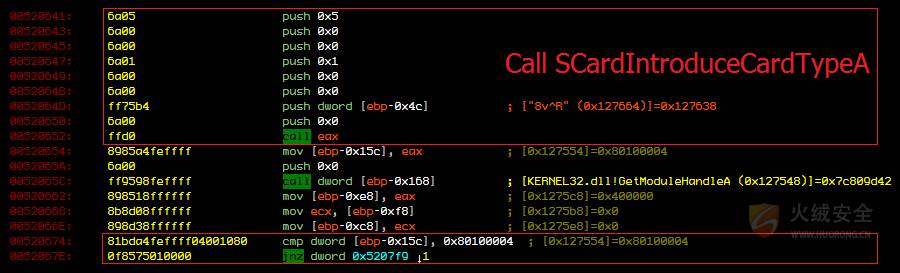 00520641: 6a05 push 0x5
00520643: 6a00 push 0x0
00520645: 6a00 push 0x0
00520647: 6a01 push 0x1
00520649: 6a00 push 0x0
0052064B: 6a00 push 0x0
Call SCardIntroduceCardTypeA
0052064D: ff75b4 push dword [ebp-0x4c] ; ["8v^R" (0x127664)]=0x127638
00520650: 6a00 push 0x0
00520652: ffd0 call eax
00520654: 8985a4feffff mov [ebp-0x15c], eax ; [0x127554]=0x80100004
0052065A: 6a00 push 0x0
0052065C: ff9598feffff call dword [ebp-0x168] ; [KERNEL32.dll!GetModuleHandleA (0x127548)]=0x7c809d42
00520662: 898518ffffff mov [ebp-0xe8], eax ; [0x1275c8]=0x400000
00520668: 8b8d08ffffff mov ecx, [ebp-0xf8] ; [0x1275b8]=0x0
0052066E: 898d38ffffff mov [ebp-0xc8], ecx ; [0x1275e8]=0x0
火绒安全
WWW.HUORONG.CN
00520674: 81bda4feffff04001080 cmp dword [ebp-0x15c], 0x80100004 ; [0x127554]=0x80100004
0052067E: 0f8575010000 jnz dword 0x5207f9 ↓1